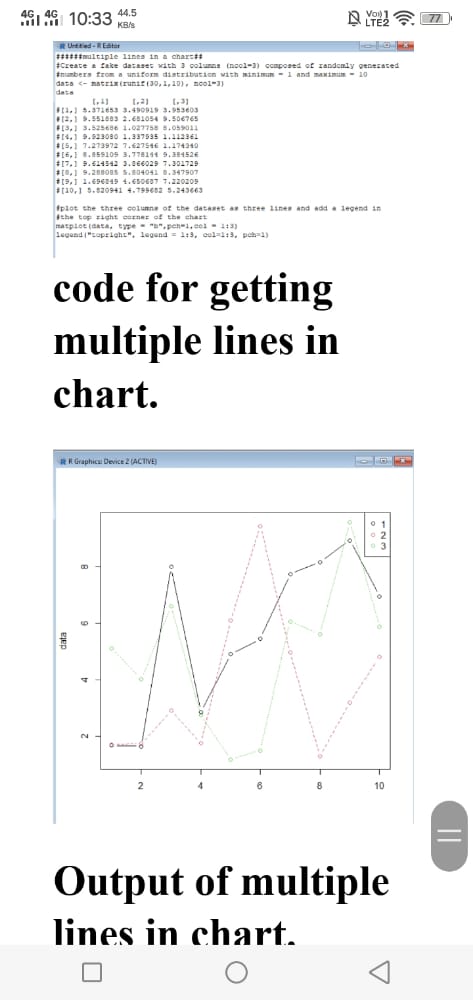 4G 4G 10:33 44.5 KB/s Vo) 1 LTE2 77
Untitled - R Editor
######multiple lines in a chart##
#Create a fake dataset with 3 columns (ncol=3) composed of randomly generated
#numbers from a uniform distribution with minimum = 1 and maximum = 10
data <- matrix(runif(30,1,10), ncol=3)
data
[,1] [,2] [,3]
#[1,] 5.371653 3.490919 3.953603
#[2,] 9.551883 2.681054 9.506765
#[3,] 3.525686 1.027758 8.059011
#[4,] 9.923080 1.337935 1.112361
#[5,] 7.273972 7.627546 1.174340
#[6,] 8.859109 3.778144 9.384526
#[7,] 9.614542 3.866029 7.301729
#[8,] 9.288085 5.804041 8.347907
#[9,] 1.696849 4.650687 7.220209
#[10,] 5.820941 4.799682 5.243663
#plot the three columns of the dataset as three lines and add a legend in
#the top right corner of the chart
matplot(data, type = "b",pch=1,col = 1:3)
legend("topright", legend = 1:3, col=1:3, pch=1)
code for getting
multiple lines in
chart.
R Graphics: Device 2 (ACTIVE)
1
2
3
8
6
data
4
2
2 4 6 8 10
Output of multiple
lines in chart.